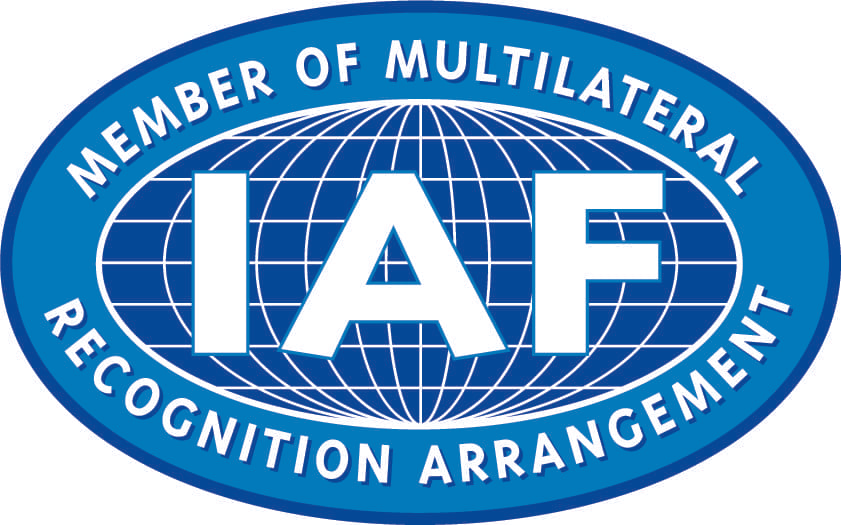 MEMBER OF MULTILATERAL
IAF
RECOGNITION ARRANGEMENT